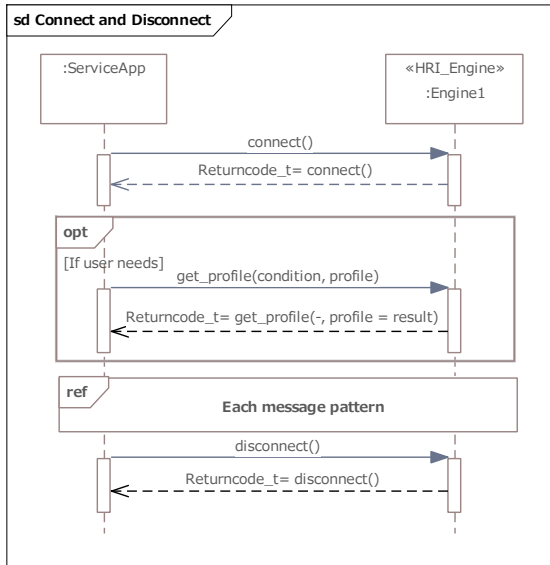 sd Connect and Disconnect
:ServiceApp
«HRI_Engine»
:Engine1
connect()
Returncode_t= connect()
opt
[If user needs]
get_profile(condition, profile)
Returncode_t= get_profile(-, profile = result)
ref
Each message pattern
disconnect()
Returncode_t= disconnect()